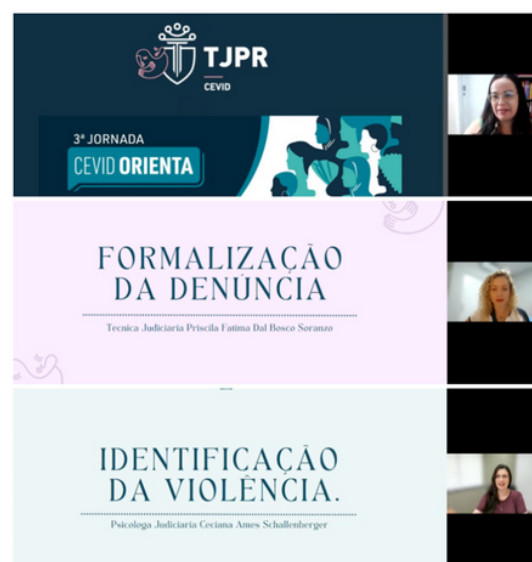 TJPR
CEVID
3ª JORNADA
CEVID ORIENTA
FORMALIZAÇÃO
DA DENÚNCIA
Tecnica Judiciaria Priscila Fatima Dal Bosco Soranzo
IDENTIFICAÇÃO
DA VIOLÊNCIA.
Psicóloga Judiciaria Ceciana Ames Schallenberger